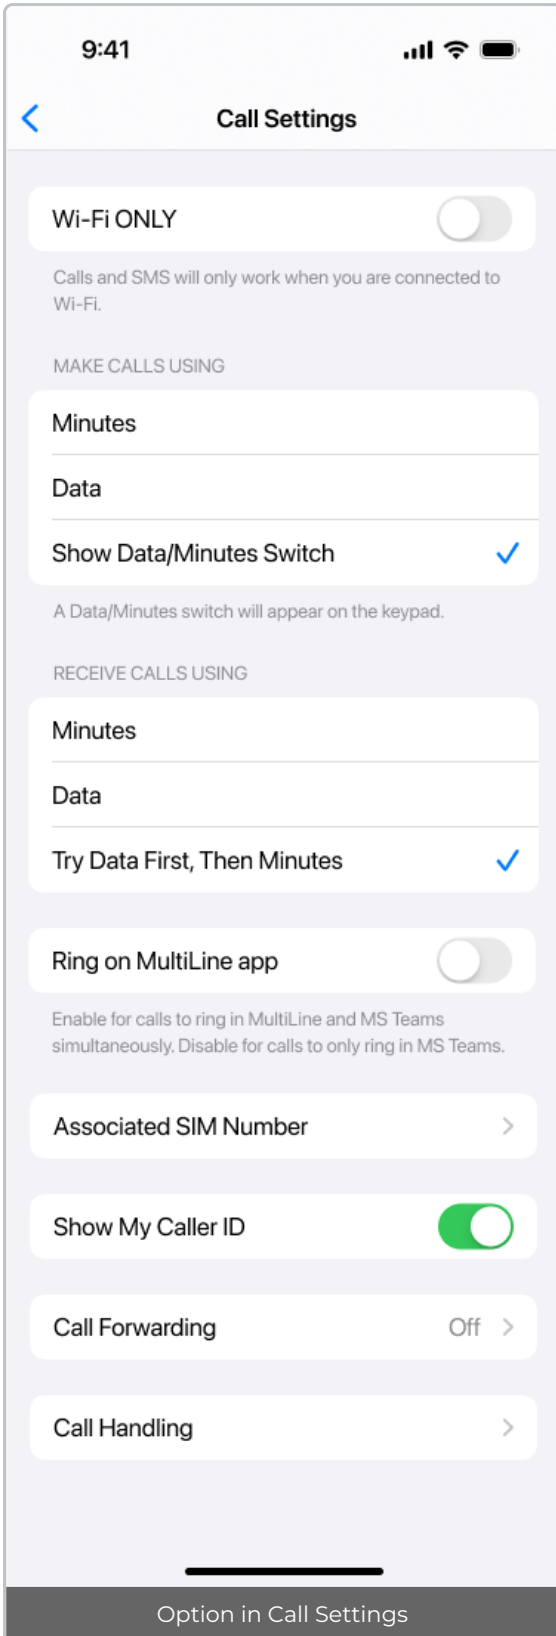 9:41
Call Settings
Wi-Fi ONLY
Calls and SMS will only work when you are connected to
Wi-Fi.
MAKE CALLS USING
Minutes
Data
Show Data/Minutes Switch
A Data/Minutes switch will appear on the keypad.
RECEIVE CALLS USING
Minutes
Data
Try Data First, Then Minutes
Ring on MultiLine app
Enable for calls to ring in MultiLine and MS Teams
simultaneously. Disable for calls to only ring in MS Teams.
Associated SIM Number
Show My Caller ID
Call Forwarding Off
Call Handling
Option in Call Settings